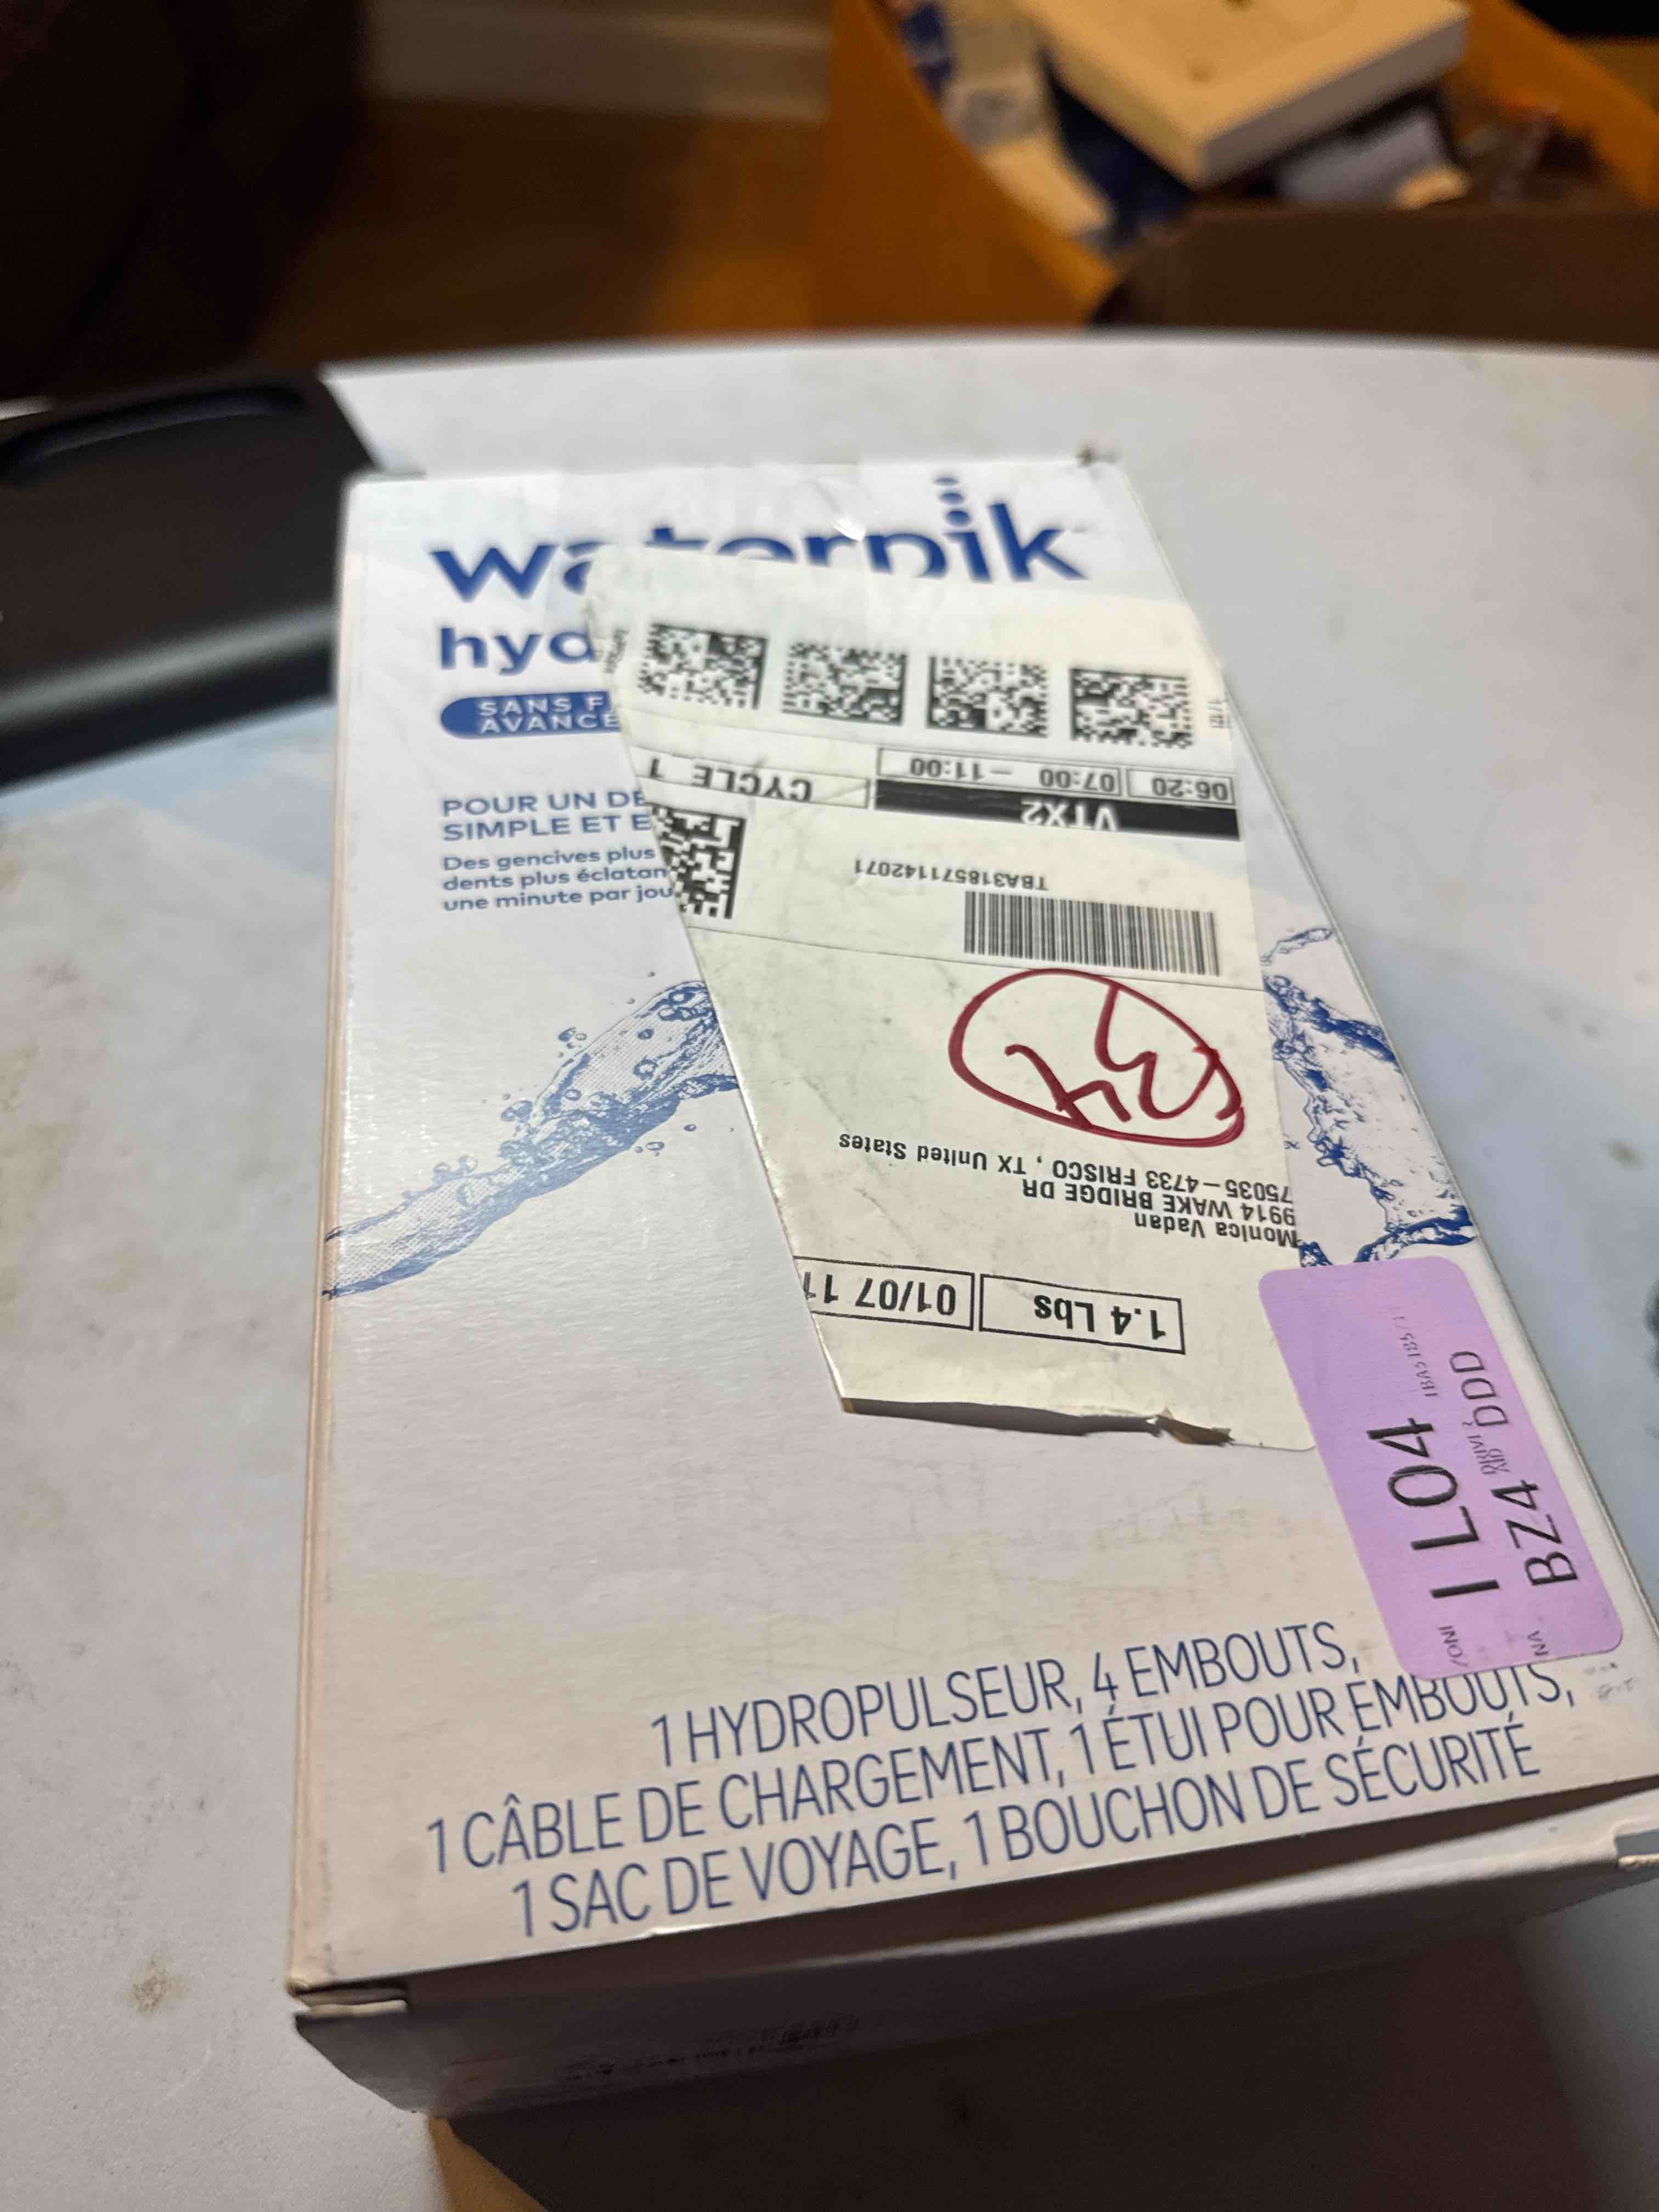 waterpik
hyd
SANS F
AVANCÉ
POUR UN DÉ
SIMPLE ET E
Des gencives plus
dents plus éclatan
une minute par jou
1.4 Lbs
01/07 11
Monica Vadan
9914 WAKE BRIDGE DR
75035-4733 FRISCO , TX United States
TBA318571142071
VTX2
CYCLE 1
06:20
07:00 - 11:00
L04
BZ4 DDD
1 HYDROPULSEUR, 4 EMBOUTS,
1 CÂBLE DE CHARGEMENT, 1 ÉTUI POUR EMBOUTS,
1 SAC DE VOYAGE, 1 BOUCHON DE SÉCURITÉ